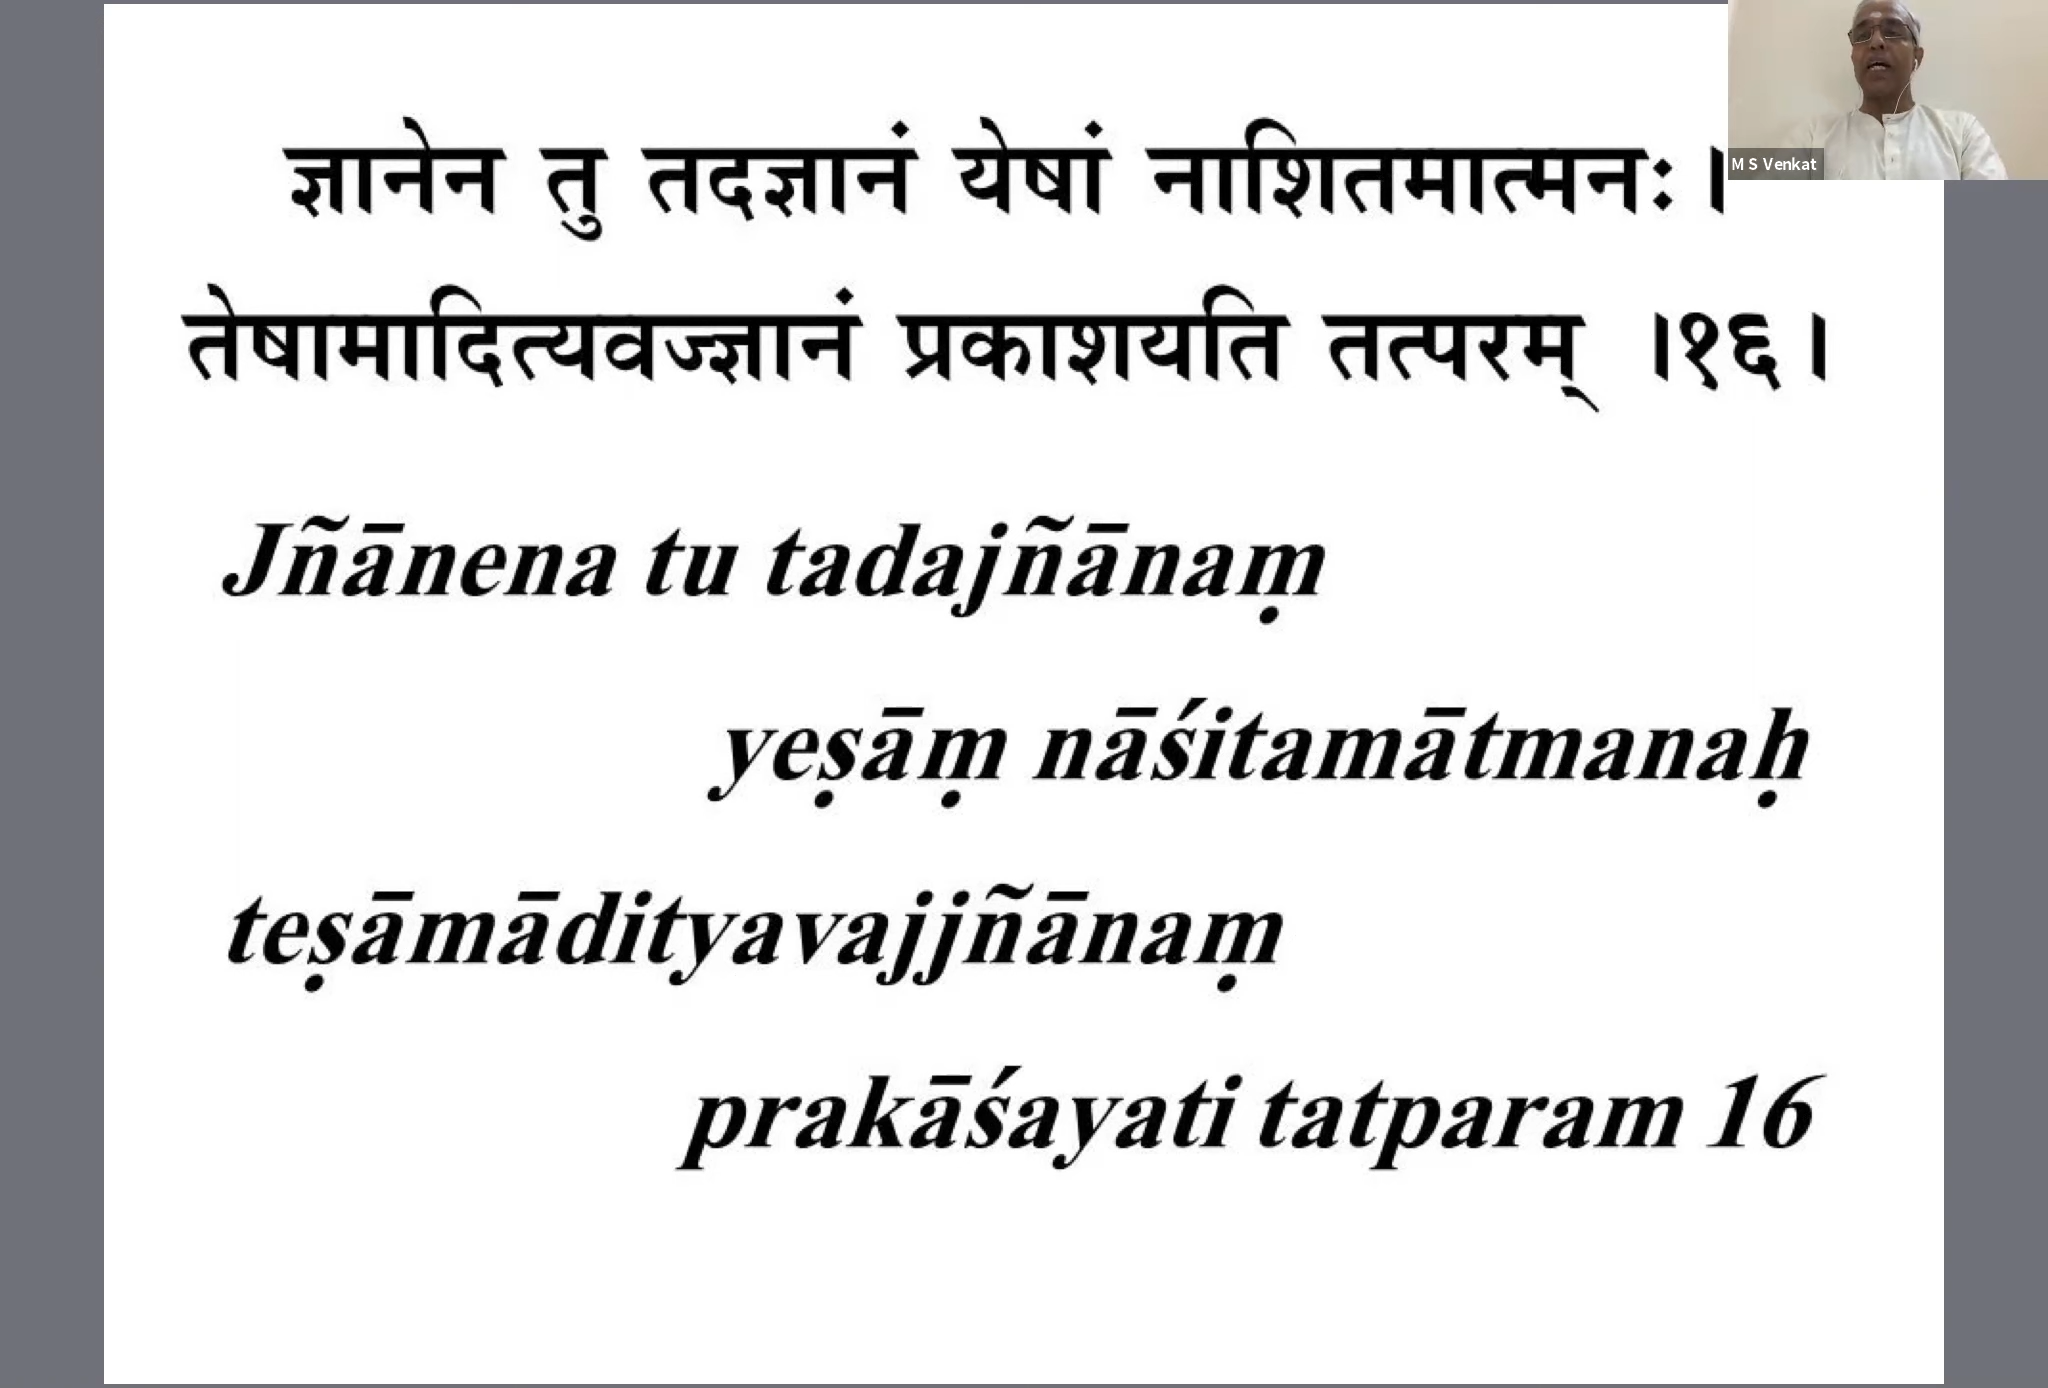 ज्ञानेन तु तदज्ञानं येषां नाशितमात्मनः ।
तेषामादित्यवज्ज्ञानं प्रकाशयति तत्परम् ।१६।
Jñānena tu tadajñānaṃ
yeṣāṃ nāśitamātmanaḥ
teṣāmādityavajjñānaṃ
prakāśayati tatparam 16
M S Venkat